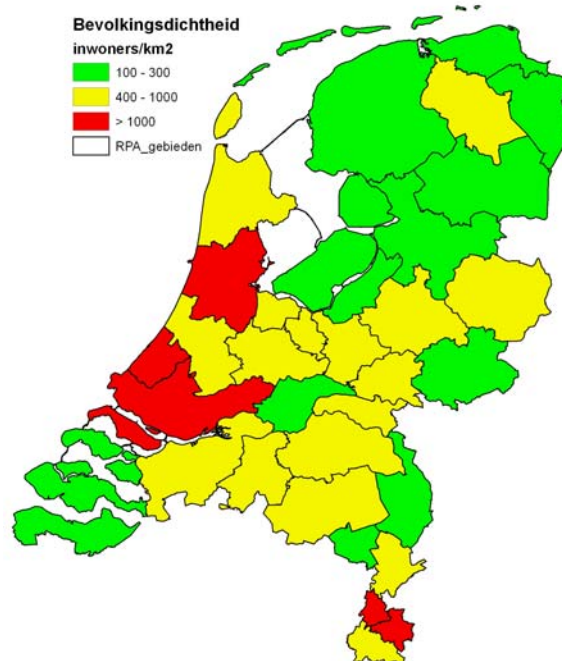 Bevolkingsdichtheid
inwoners/km2
100 - 300
400 - 1000
> 1000
RPA_gebieden